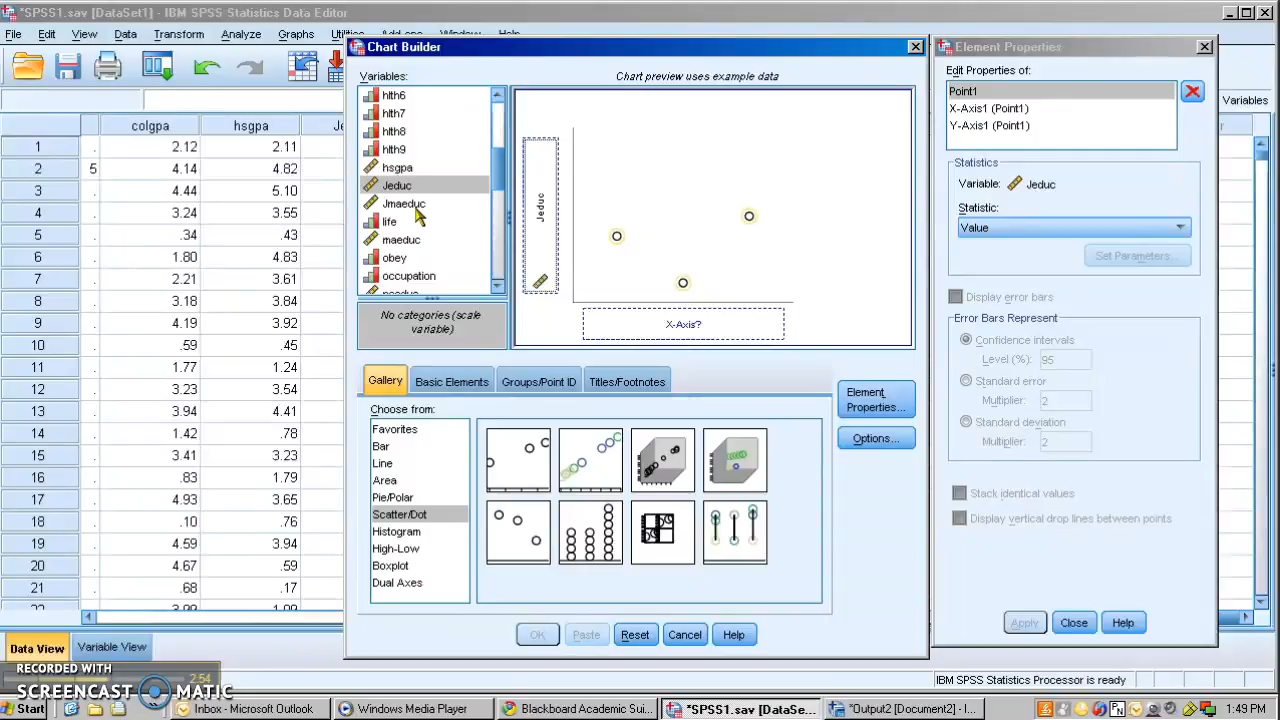 *SPSS1.sav [DataSet1] - IBM SPSS Statistics Data Editor
File Edit View Data Transform Analyze Graphs
Chart Builder
Variables:
Chart preview uses example data
hlth6
hlth7
hlth8
hlth9
hsgpa
Jeduc
Jmaeduc
life
maeduc
obey
occupation
No categories (scale
variable)
Jeduc
X-Axis?
Gallery Basic Elements Groups/Point ID Titles/Footnotes
Choose from:
Favorites
Bar
Line
Area
Pie/Polar
Scatter/Dot
Histogram
High-Low
Boxplot
Dual Axes
Element
Properties...
Options...
OK Paste Reset Cancel Help
Element Properties
Edit Properties of:
Point1
X-Axis1 (Point1)
Y-Axis1 (Point1)
Statistics
Variable: Jeduc
Statistic:
Value
Set Parameters...
Display error bars
Error Bars Represent
Confidence intervals
Level (%): 95
Standard error
Multiplier: 2
Standard deviation
Multiplier: 2
Stack identical values
Display vertical drop lines between points
Apply Close Help
Variables
colgpa hsgpa
1 . 2.12 2.11
2 5 4.14 4.82
3 . 4.44 5.10
4 . 3.24 3.55
5 . .34 .43
6 . 1.80 4.83
7 . 2.21 3.61
8 . 3.18 3.84
9 . 4.19 3.92
10 . .59 .45
11 . 1.77 1.24
12 . 3.23 3.54
13 . 3.94 4.41
14 . 1.42 .78
15 . 3.41 3.23
16 . .83 1.79
17 . 4.93 3.65
18 . .10 .76
19 . 4.59 3.94
20 . 4.67 .59
21 . .68 .17
Data View Variable View
IBM SPSS Statistics Processor is ready
RECORDED WITH
SCREENCAST MATIC
2:54
Start
Inbox - Microsoft Outlook
Windows Media Player
Blackboard Academic Sui...
*SPSS1.sav [DataSe...
*Output2 [Document2] - I...
1:49 PM